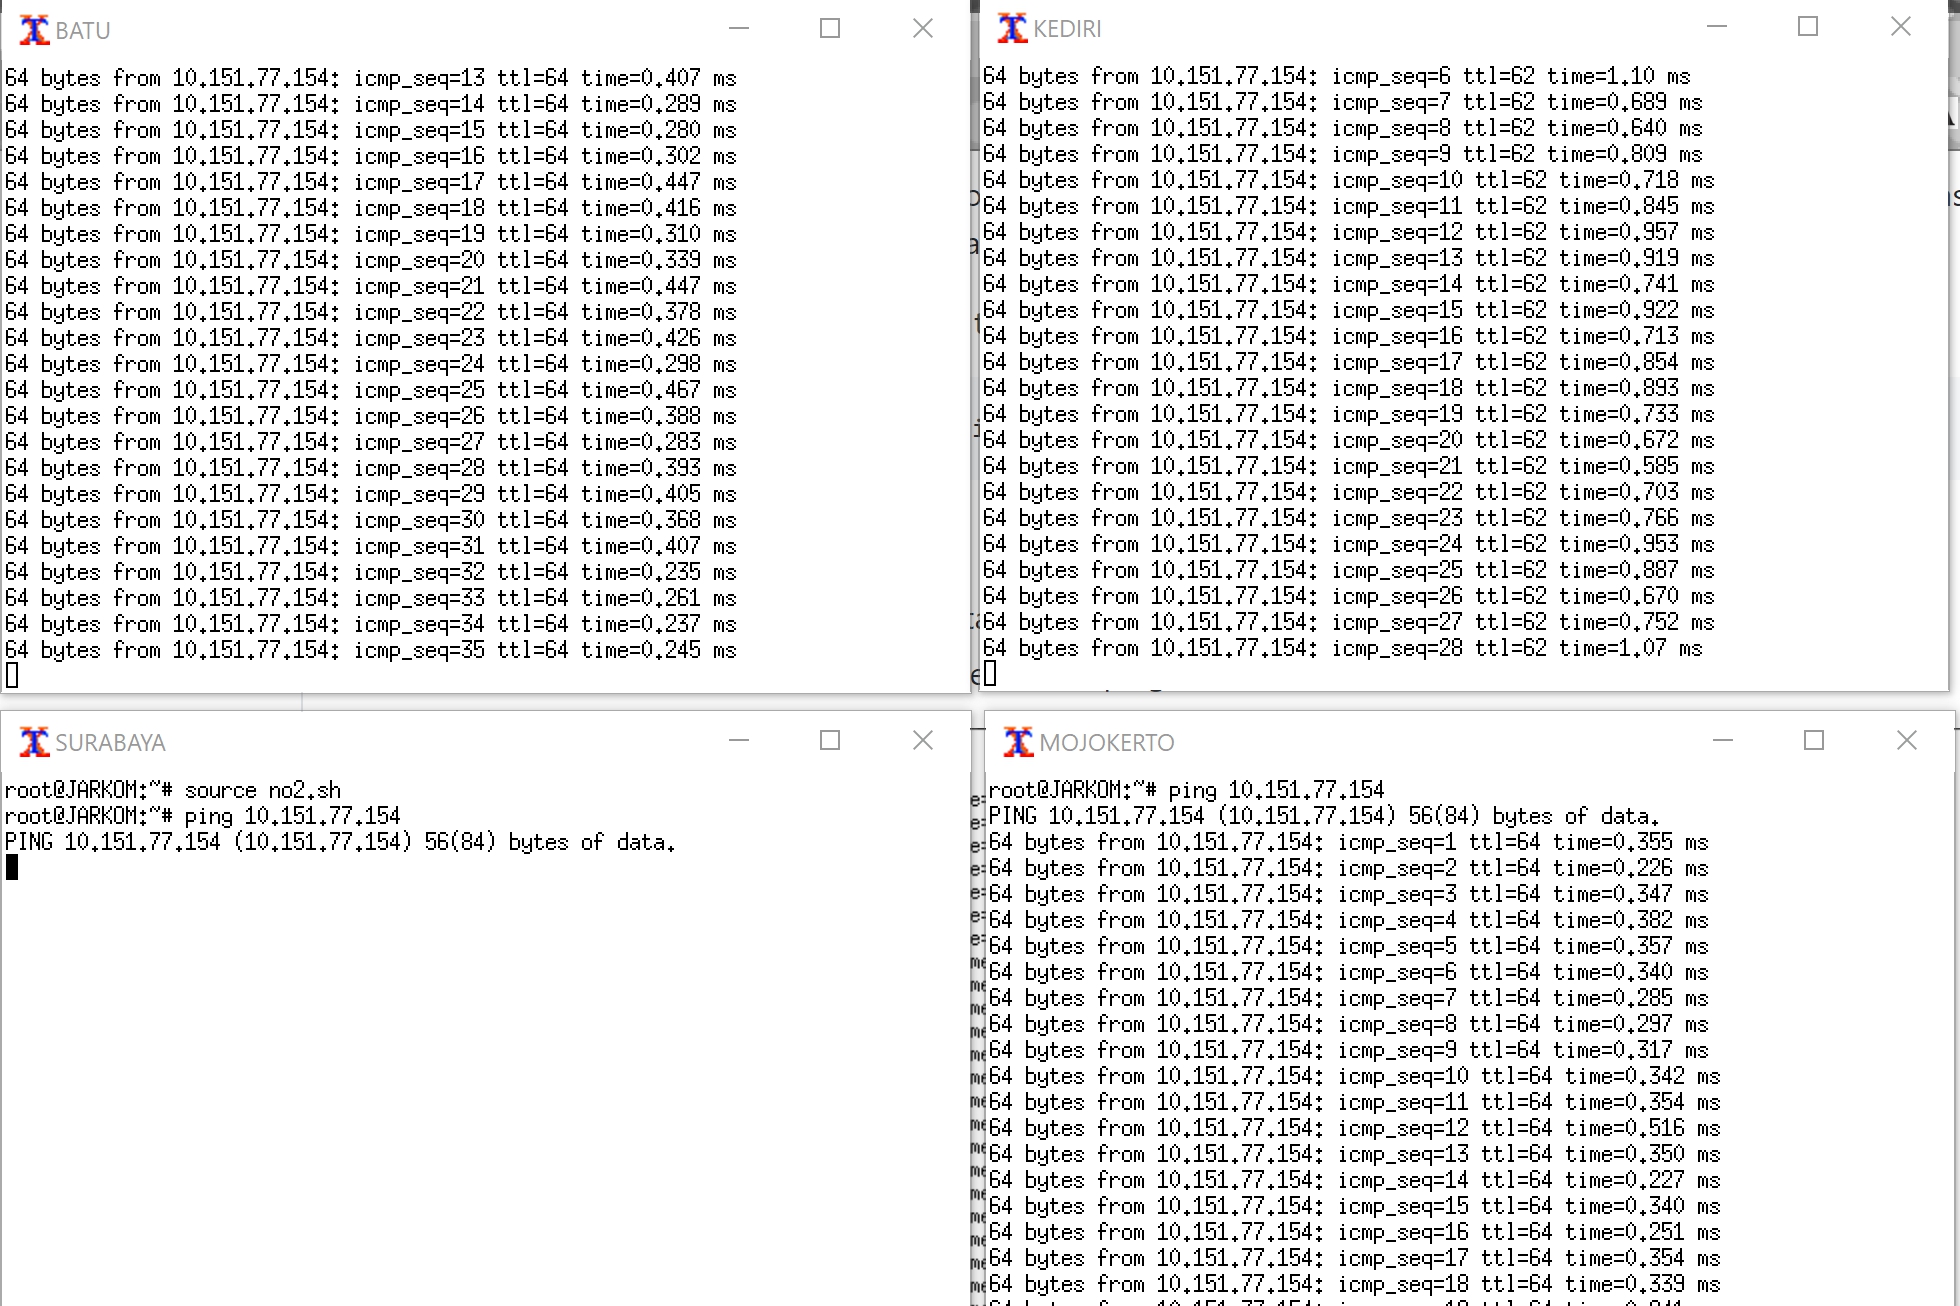 BATU
64 bytes from 10.151.77.154: icmp_seq=13 ttl=64 time=0.407 ms
64 bytes from 10.151.77.154: icmp_seq=14 ttl=64 time=0.289 ms
64 bytes from 10.151.77.154: icmp_seq=15 ttl=64 time=0.280 ms
64 bytes from 10.151.77.154: icmp_seq=16 ttl=64 time=0.302 ms
64 bytes from 10.151.77.154: icmp_seq=17 ttl=64 time=0.447 ms
64 bytes from 10.151.77.154: icmp_seq=18 ttl=64 time=0.416 ms
64 bytes from 10.151.77.154: icmp_seq=19 ttl=64 time=0.310 ms
64 bytes from 10.151.77.154: icmp_seq=20 ttl=64 time=0.339 ms
64 bytes from 10.151.77.154: icmp_seq=21 ttl=64 time=0.447 ms
64 bytes from 10.151.77.154: icmp_seq=22 ttl=64 time=0.378 ms
64 bytes from 10.151.77.154: icmp_seq=23 ttl=64 time=0.426 ms
64 bytes from 10.151.77.154: icmp_seq=24 ttl=64 time=0.298 ms
64 bytes from 10.151.77.154: icmp_seq=25 ttl=64 time=0.467 ms
64 bytes from 10.151.77.154: icmp_seq=26 ttl=64 time=0.388 ms
64 bytes from 10.151.77.154: icmp_seq=27 ttl=64 time=0.283 ms
64 bytes from 10.151.77.154: icmp_seq=28 ttl=64 time=0.393 ms
64 bytes from 10.151.77.154: icmp_seq=29 ttl=64 time=0.405 ms
64 bytes from 10.151.77.154: icmp_seq=30 ttl=64 time=0.368 ms
64 bytes from 10.151.77.154: icmp_seq=31 ttl=64 time=0.407 ms
64 bytes from 10.151.77.154: icmp_seq=32 ttl=64 time=0.235 ms
64 bytes from 10.151.77.154: icmp_seq=33 ttl=64 time=0.261 ms
64 bytes from 10.151.77.154: icmp_seq=34 ttl=64 time=0.237 ms
64 bytes from 10.151.77.154: icmp_seq=35 ttl=64 time=0.245 ms
KEDIRI
64 bytes from 10.151.77.154: icmp_seq=6 ttl=62 time=1.10 ms
64 bytes from 10.151.77.154: icmp_seq=7 ttl=62 time=0.689 ms
64 bytes from 10.151.77.154: icmp_seq=8 ttl=62 time=0.640 ms
64 bytes from 10.151.77.154: icmp_seq=9 ttl=62 time=0.809 ms
64 bytes from 10.151.77.154: icmp_seq=10 ttl=62 time=0.718 ms
64 bytes from 10.151.77.154: icmp_seq=11 ttl=62 time=0.845 ms
64 bytes from 10.151.77.154: icmp_seq=12 ttl=62 time=0.957 ms
64 bytes from 10.151.77.154: icmp_seq=13 ttl=62 time=0.919 ms
64 bytes from 10.151.77.154: icmp_seq=14 ttl=62 time=0.741 ms
64 bytes from 10.151.77.154: icmp_seq=15 ttl=62 time=0.922 ms
64 bytes from 10.151.77.154: icmp_seq=16 ttl=62 time=0.713 ms
64 bytes from 10.151.77.154: icmp_seq=17 ttl=62 time=0.854 ms
64 bytes from 10.151.77.154: icmp_seq=18 ttl=62 time=0.893 ms
64 bytes from 10.151.77.154: icmp_seq=19 ttl=62 time=0.733 ms
64 bytes from 10.151.77.154: icmp_seq=20 ttl=62 time=0.672 ms
64 bytes from 10.151.77.154: icmp_seq=21 ttl=62 time=0.585 ms
64 bytes from 10.151.77.154: icmp_seq=22 ttl=62 time=0.703 ms
64 bytes from 10.151.77.154: icmp_seq=23 ttl=62 time=0.766 ms
64 bytes from 10.151.77.154: icmp_seq=24 ttl=62 time=0.953 ms
64 bytes from 10.151.77.154: icmp_seq=25 ttl=62 time=0.887 ms
64 bytes from 10.151.77.154: icmp_seq=26 ttl=62 time=0.670 ms
64 bytes from 10.151.77.154: icmp_seq=27 ttl=62 time=0.752 ms
64 bytes from 10.151.77.154: icmp_seq=28 ttl=62 time=1.07 ms
SURABAYA
root@JARKOM:~# source no2.sh
root@JARKOM:~# ping 10.151.77.154
PING 10.151.77.154 (10.151.77.154) 56(84) bytes of data.
MOJOKERTO
root@JARKOM:~# ping 10.151.77.154
PING 10.151.77.154 (10.151.77.154) 56(84) bytes of data.
64 bytes from 10.151.77.154: icmp_seq=1 ttl=64 time=0.355 ms
64 bytes from 10.151.77.154: icmp_seq=2 ttl=64 time=0.226 ms
64 bytes from 10.151.77.154: icmp_seq=3 ttl=64 time=0.347 ms
64 bytes from 10.151.77.154: icmp_seq=4 ttl=64 time=0.382 ms
64 bytes from 10.151.77.154: icmp_seq=5 ttl=64 time=0.357 ms
64 bytes from 10.151.77.154: icmp_seq=6 ttl=64 time=0.340 ms
64 bytes from 10.151.77.154: icmp_seq=7 ttl=64 time=0.285 ms
64 bytes from 10.151.77.154: icmp_seq=8 ttl=64 time=0.297 ms
64 bytes from 10.151.77.154: icmp_seq=9 ttl=64 time=0.317 ms
64 bytes from 10.151.77.154: icmp_seq=10 ttl=64 time=0.342 ms
64 bytes from 10.151.77.154: icmp_seq=11 ttl=64 time=0.354 ms
64 bytes from 10.151.77.154: icmp_seq=12 ttl=64 time=0.516 ms
64 bytes from 10.151.77.154: icmp_seq=13 ttl=64 time=0.350 ms
64 bytes from 10.151.77.154: icmp_seq=14 ttl=64 time=0.227 ms
64 bytes from 10.151.77.154: icmp_seq=15 ttl=64 time=0.340 ms
64 bytes from 10.151.77.154: icmp_seq=16 ttl=64 time=0.251 ms
64 bytes from 10.151.77.154: icmp_seq=17 ttl=64 time=0.354 ms
64 bytes from 10.151.77.154: icmp_seq=18 ttl=64 time=0.339 ms